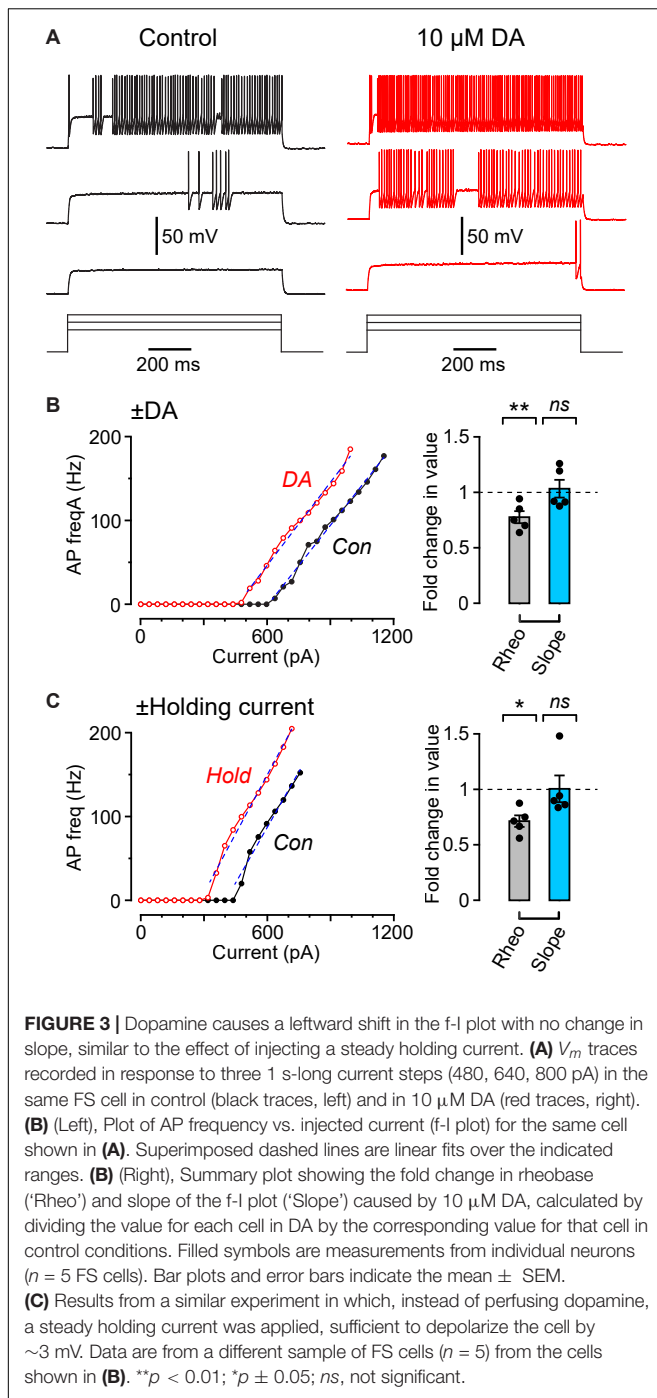 A
Control
10 µM DA
50 mV
50 mV
200 ms
200 ms
B
±DA
AP freqA (Hz)
200
100
0
DA
Con
0
600
1200
Current (pA)
Fold change in value
1.5
1
0.5
0
**
ns
Rheo
Slope
C
±Holding current
AP freq (Hz)
200
100
0
Hold
Con
0
600
1200
Current (pA)
Fold change in value
1.5
1
0.5
0
*
ns
Rheo
Slope
FIGURE 3 | Dopamine causes a leftward shift in the f-I plot with no change in
slope, similar to the effect of injecting a steady holding current. (A) Vm traces
recorded in response to three 1 s-long current steps (480, 640, 800 pA) in the
same FS cell in control (black traces, left) and in 10 µM DA (red traces, right).
(B) (Left), Plot of AP frequency vs. injected current (f-I plot) for the same cell
shown in (A). Superimposed dashed lines are linear fits over the indicated
ranges. (B) (Right), Summary plot showing the fold change in rheobase
('Rheo') and slope of the f-I plot ('Slope') caused by 10 µM DA, calculated by
dividing the value for each cell in DA by the corresponding value for that cell in
control conditions. Filled symbols are measurements from individual neurons
(n = 5 FS cells). Bar plots and error bars indicate the mean ± SEM.
(C) Results from a similar experiment in which, instead of perfusing dopamine,
a steady holding current was applied, sufficient to depolarize the cell by
~3 mV. Data are from a different sample of FS cells (n = 5) from the cells
shown in (B). **p < 0.01; *p ± 0.05; ns, not significant.